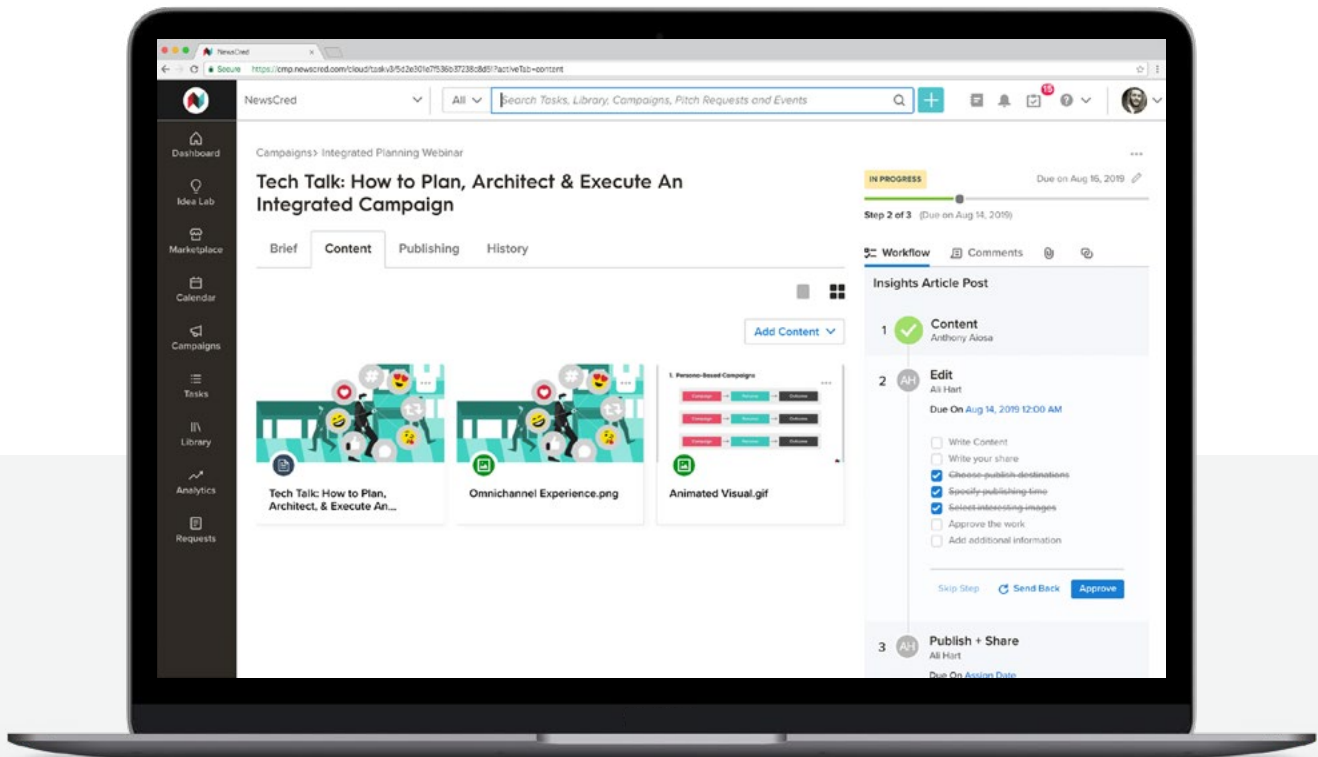 NewsCred
Secure https://cmp.newscred.com/cloud/taskv3/5d2e301e7f536b37238c8d51?activeTab=content
NewsCred
All
Search Tasks, Library, Campaigns, Pitch Requests and Events
15
Dashboard
Idea Lab
Marketplace
Calendar
Campaigns
Tasks
Library
Analytics
Requests
Campaigns> Integrated Planning Webinar
Tech Talk: How to Plan, Architect & Execute An
Integrated Campaign
Brief Content Publishing History
Add Content
1. Persona-Based Campaigns
Tech Talk: How to Plan,
Architect, & Execute An...
Omnichannel Experience.png
Animated Visual.gif
IN PROGRESS
Due on Aug 16, 2019
Step 2 of 3 (Due on Aug 14, 2019)
Workflow Comments
Insights Article Post
1 Content
Anthony Aiosa
2 AH Edit
Ali Hart
Due On Aug 14, 2019 12:00 AM
Write Content
Write your share
Choose publish destinations
Specify publishing time
Select interesting images
Approve the work
Add additional information
Skip Step Send Back Approve
3 AH Publish + Share
Ali Hart
Due On Assign Date